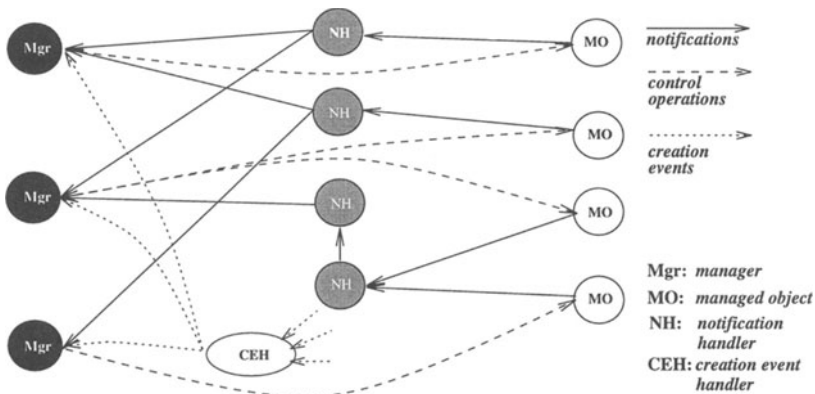 Mgr
NH
MO
notifications
control
operations
NH
MO
creation
events
Mgr
NH
MO
NH
MO
Mgr
CEH
Mgr: manager
MO: managed object
NH: notification
handler
CEH: creation event
handler